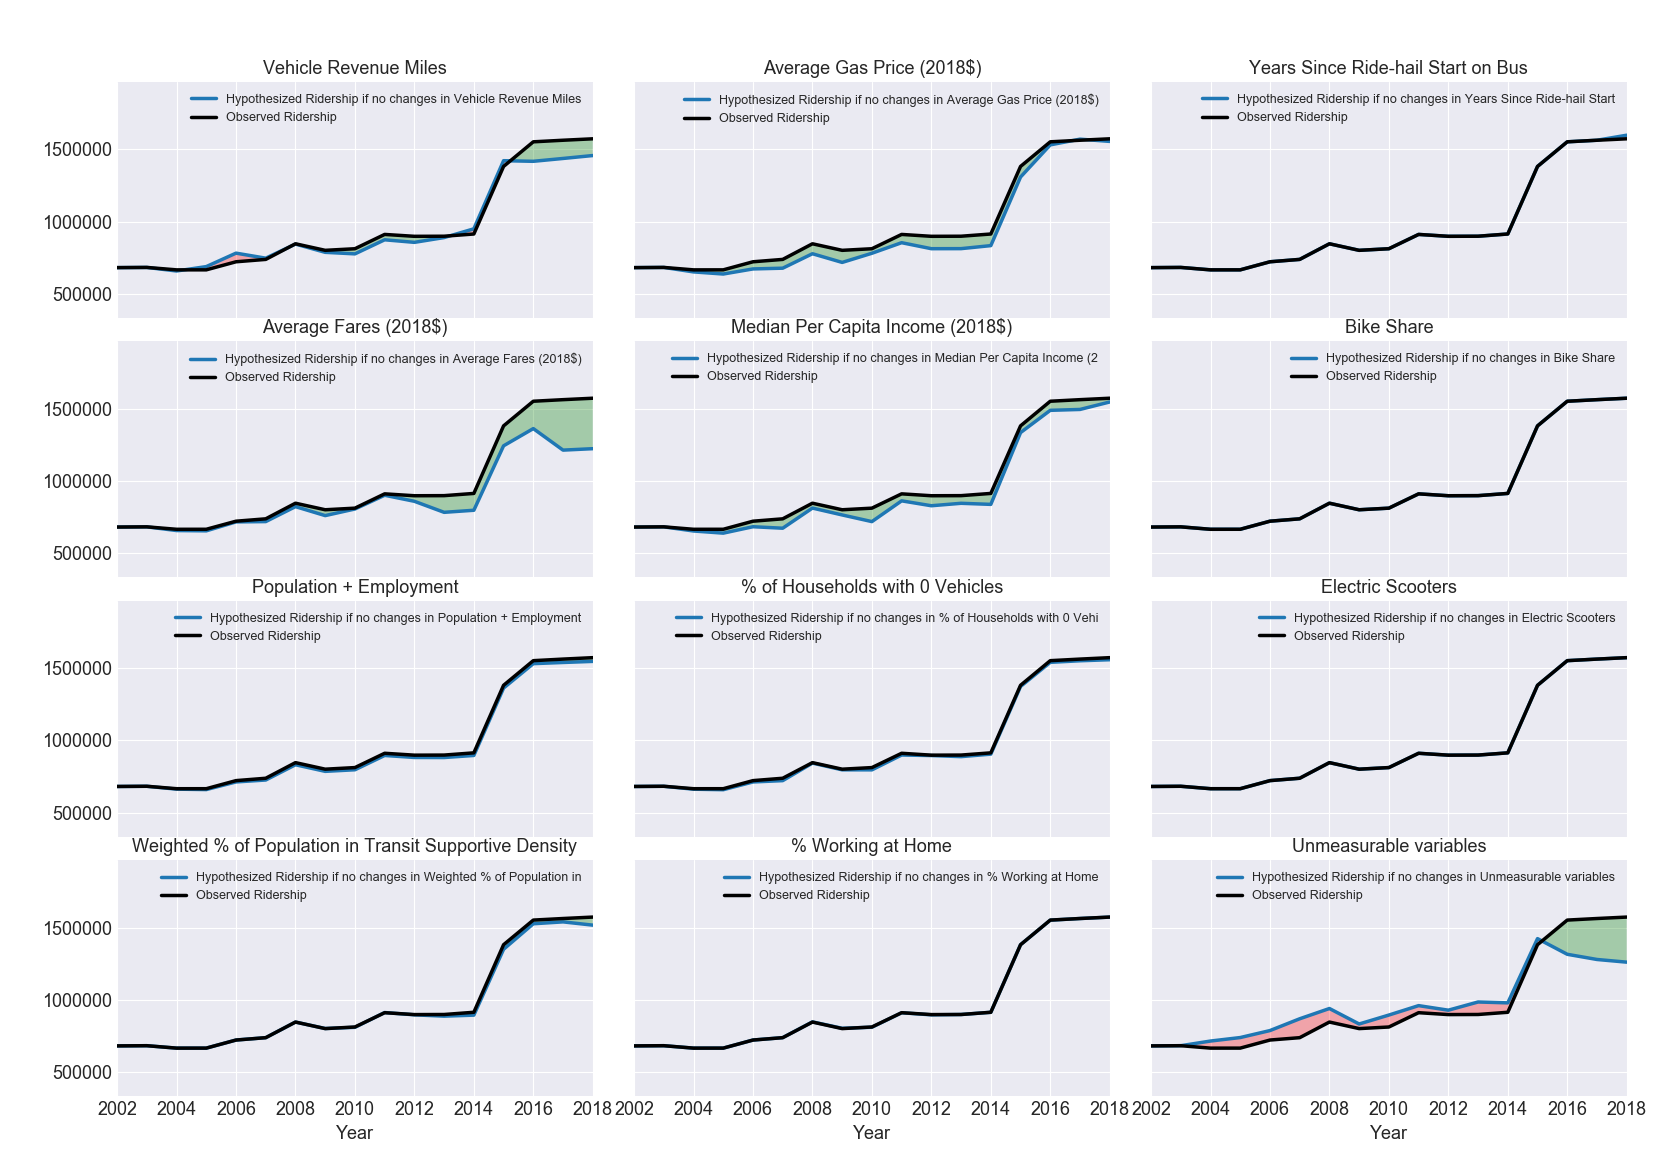 Vehicle Revenue Miles
Hypothesized Ridership if no changes in Vehicle Revenue Miles
Observed Ridership
1500000
1000000
500000
Average Gas Price (2018$)
Hypothesized Ridership if no changes in Average Gas Price (2018$)
Observed Ridership
Years Since Ride-hail Start on Bus
Hypothesized Ridership if no changes in Years Since Ride-hail Start
Observed Ridership
Average Fares (2018$)
Hypothesized Ridership if no changes in Average Fares (2018$)
Observed Ridership
1500000
1000000
500000
Median Per Capita Income (2018$)
Hypothesized Ridership if no changes in Median Per Capita Income (2
Observed Ridership
Bike Share
Hypothesized Ridership if no changes in Bike Share
Observed Ridership
Population + Employment
Hypothesized Ridership if no changes in Population + Employment
Observed Ridership
1500000
1000000
500000
% of Households with 0 Vehicles
Hypothesized Ridership if no changes in % of Households with 0 Vehi
Observed Ridership
Electric Scooters
Hypothesized Ridership if no changes in Electric Scooters
Observed Ridership
Weighted % of Population in Transit Supportive Density
Hypothesized Ridership if no changes in Weighted % of Population in
Observed Ridership
1500000
1000000
500000
2002 2004 2006 2008 2010 2012 2014 2016 2018
Year
% Working at Home
Hypothesized Ridership if no changes in % Working at Home
Observed Ridership
2002 2004 2006 2008 2010 2012 2014 2016 2018
Year
Unmeasurable variables
Hypothesized Ridership if no changes in Unmeasurable variables
Observed Ridership
2002 2004 2006 2008 2010 2012 2014 2016 2018
Year